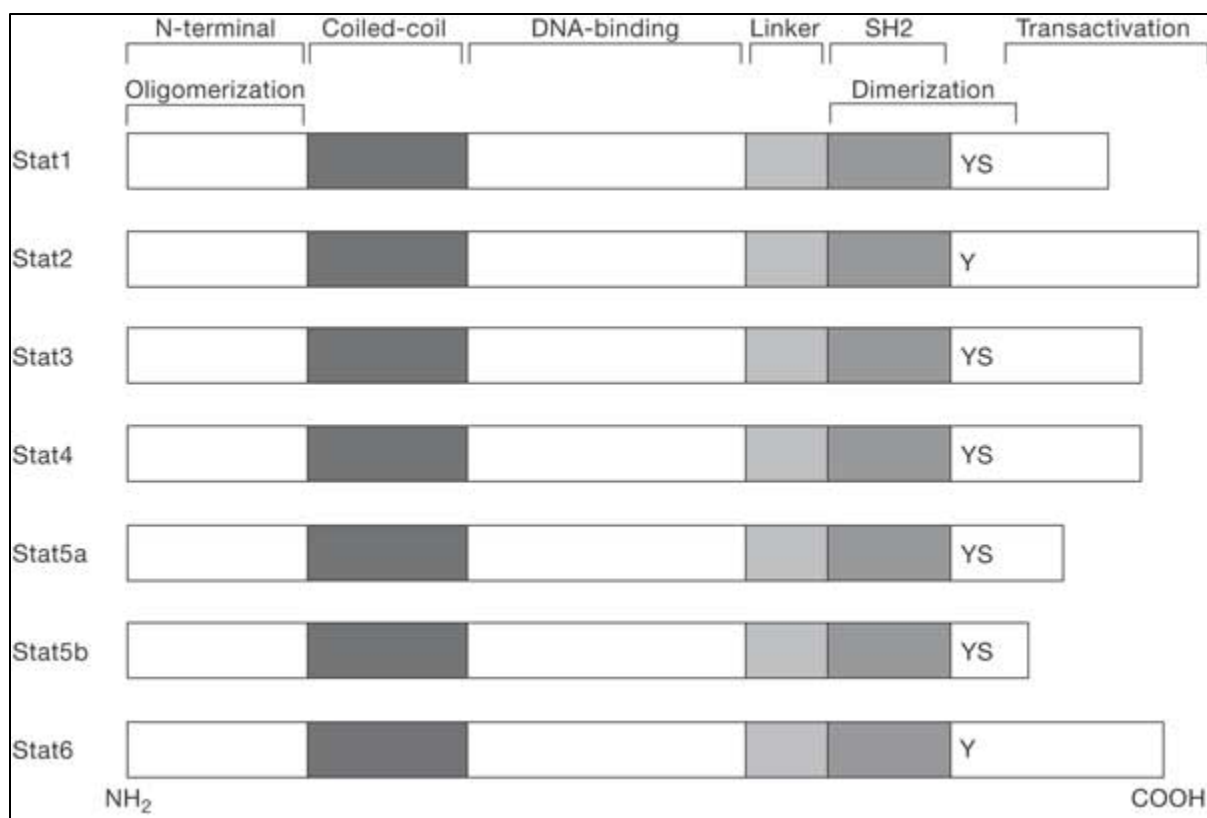 N-terminal Coiled-coil DNA-binding Linker SH2 Transactivation
Oligomerization Dimerization
Stat1 YS
Stat2 Y
Stat3 YS
Stat4 YS
Stat5a YS
Stat5b YS
Stat6 Y
NH₂ COOH